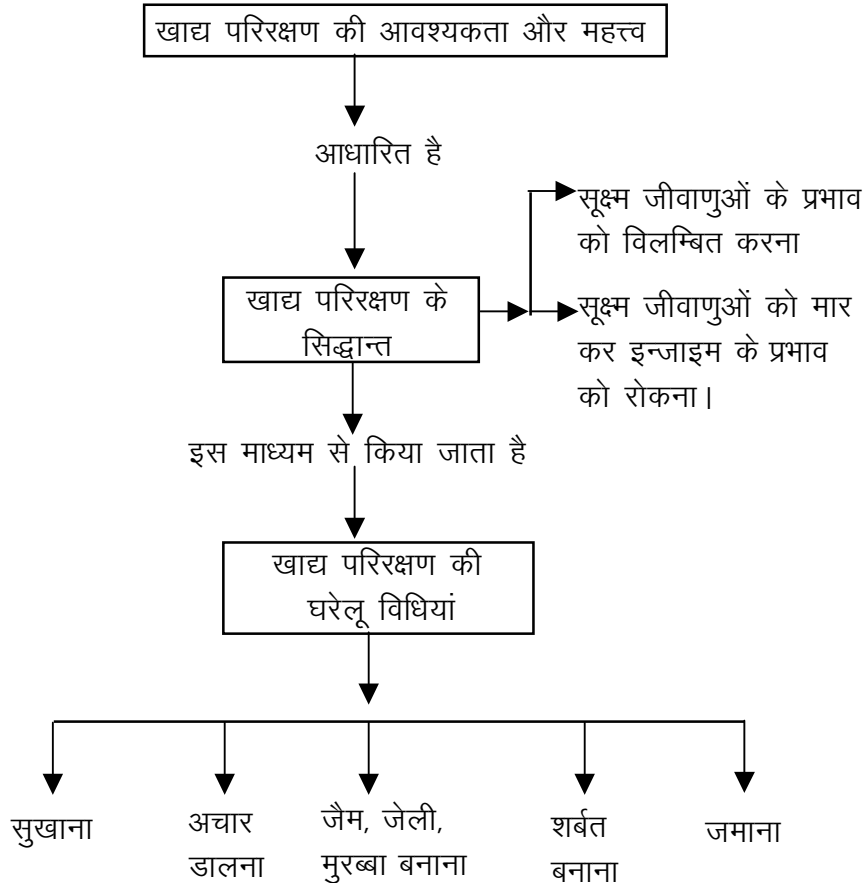 खाद्य परिरक्षण की आवश्यकता और महत्त्व
आधारित है
सूक्ष्म जीवाणुओं के प्रभाव
को विलम्बित करना
खाद्य परिरक्षण के
सिद्धान्त
सूक्ष्म जीवाणुओं को मार
कर इन्जाइम के प्रभाव
को रोकना।
इस माध्यम से किया जाता है
खाद्य परिरक्षण की
घरेलू विधियां
सुखाना
अचार
डालना
जैम, जेली,
मुरब्बा बनाना
शर्बत
बनाना
जमाना